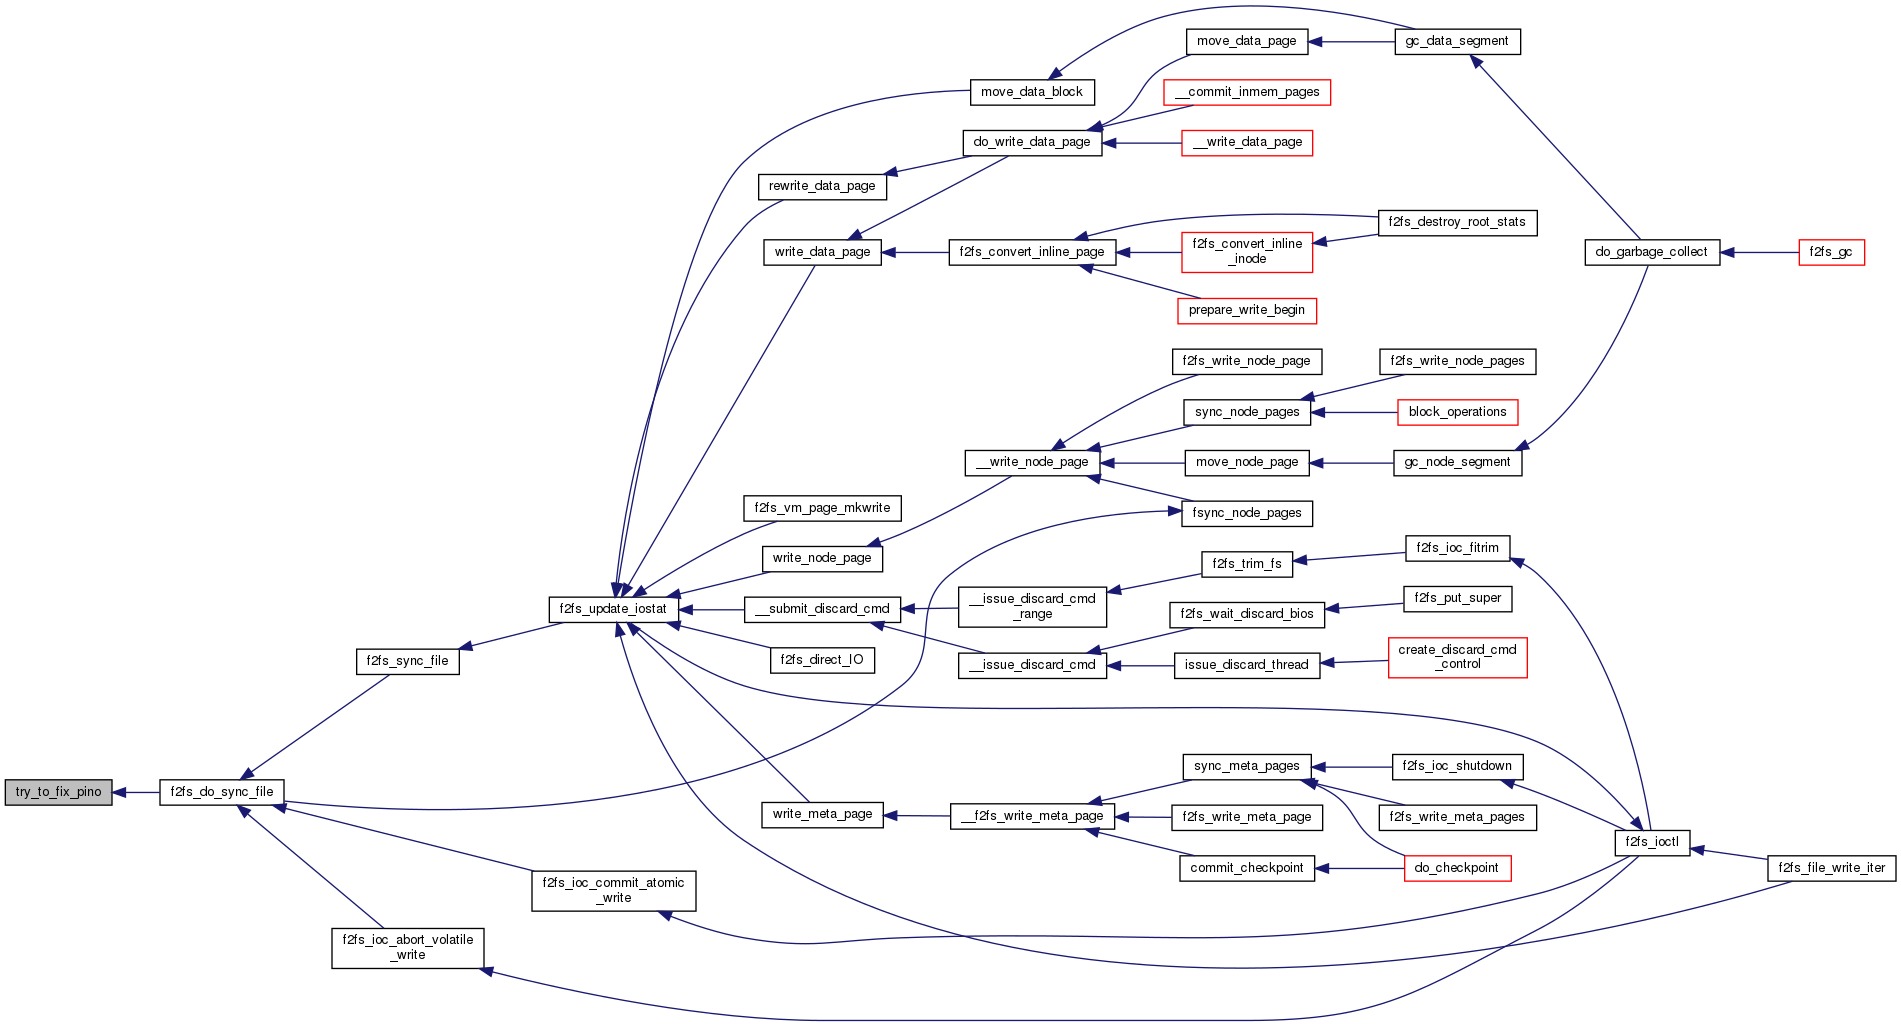 try_to_fix_pino
f2fs_do_sync_file
f2fs_sync_file
f2fs_ioc_commit_atomic
_write
f2fs_ioc_abort_volatile
_write
f2fs_update_iostat
move_data_block
rewrite_data_page
write_data_page
f2fs_vm_page_mkwrite
write_node_page
__submit_discard_cmd
f2fs_direct_IO
write_meta_page
do_write_data_page
f2fs_convert_inline_page
__write_node_page
__issue_discard_cmd
_range
__issue_discard_cmd
__f2fs_write_meta_page
move_data_page
__commit_inmem_pages
__write_data_page
f2fs_convert_inline
_inode
prepare_write_begin
f2fs_write_node_page
sync_node_pages
move_node_page
fsync_node_pages
f2fs_trim_fs
f2fs_wait_discard_bios
issue_discard_thread
sync_meta_pages
f2fs_write_meta_page
commit_checkpoint
gc_data_segment
f2fs_destroy_root_stats
f2fs_write_node_pages
block_operations
gc_node_segment
f2fs_ioc_fitrim
f2fs_put_super
create_discard_cmd
_control
f2fs_ioc_shutdown
f2fs_write_meta_pages
do_checkpoint
do_garbage_collect
f2fs_ioctl
f2fs_gc
f2fs_file_write_iter